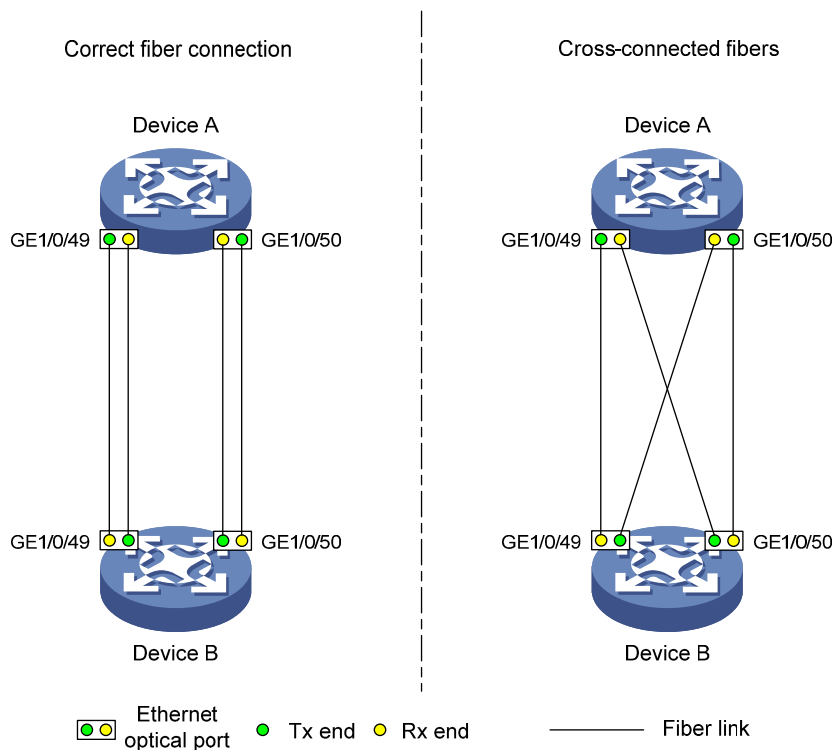 Correct fiber connection
Cross-connected fibers
Device A
Device A
GE1/0/49
GE1/0/50
GE1/0/49
GE1/0/50
GE1/0/49
GE1/0/50
GE1/0/49
GE1/0/50
Device B
Device B
Ethernet
optical port
Tx end
Rx end
Fiber link